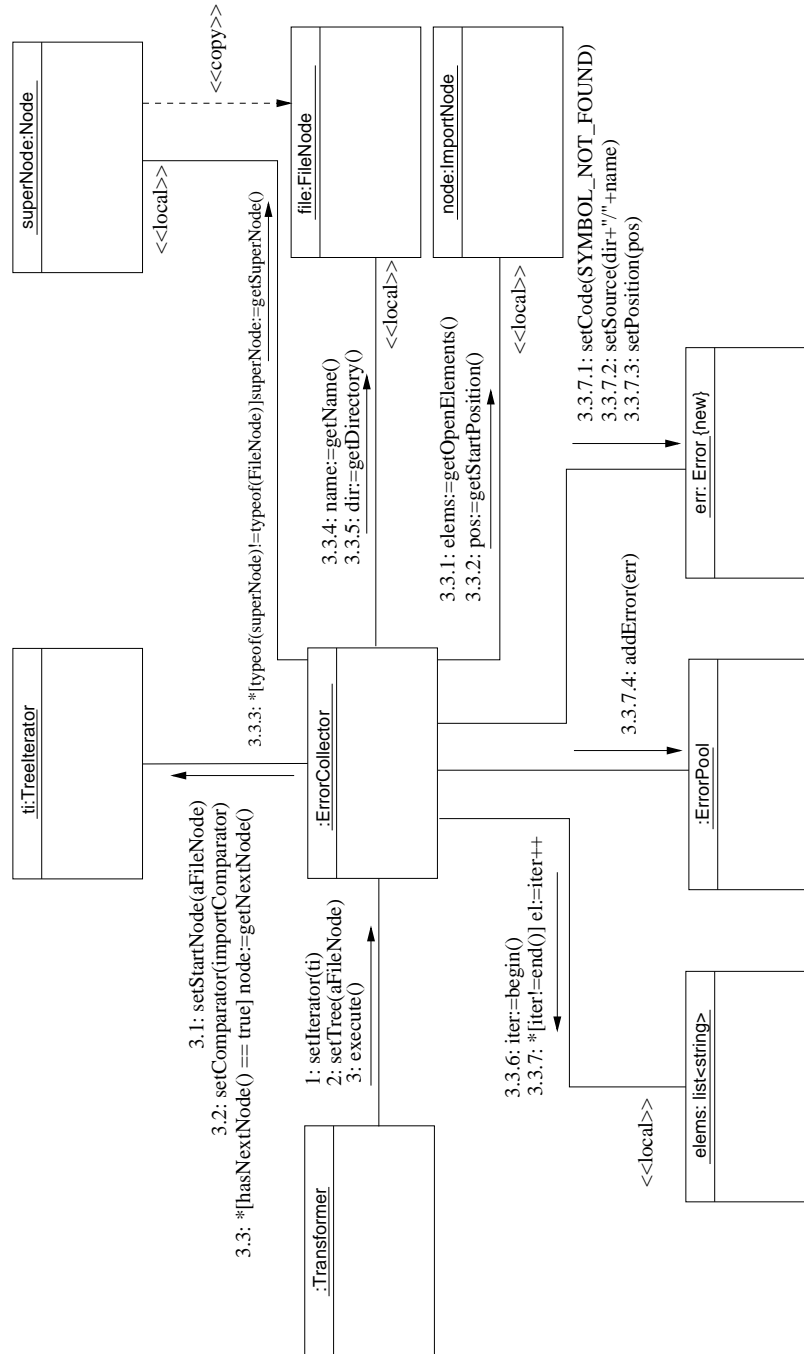 ti:TreeIterator
superNode:Node
<<local>>
<<copy>>
3.1: setStartNode(aFileNode)
3.2: setComparator(importComparator)
3.3: *[hasNextNode() == true] node:=getNextNode()
3.3.3: *[typeof(superNode)!=typeof(FileNode)]superNode:=getSuperNode()
:Transformer
1: setIterator(ti)
2: setTree(aFileNode)
3: execute()
:ErrorCollector
3.3.4: name:=getName()
3.3.5: dir:=getDirectory()
file:FileNode
<<local>>
3.3.1: elems:=getOpenElements()
3.3.2: pos:=getStartPosition()
node:ImportNode
<<local>>
3.3.6: iter:=begin()
3.3.7: *[iter!=end()] el:=iter++
3.3.7.4: addError(err)
3.3.7.1: setCode(SYMBOL_NOT_FOUND)
3.3.7.2: setSource(dir+"/"+name)
3.3.7.3: setPosition(pos)
<<local>>
elems: list<string>
:ErrorPool
err: Error {new}